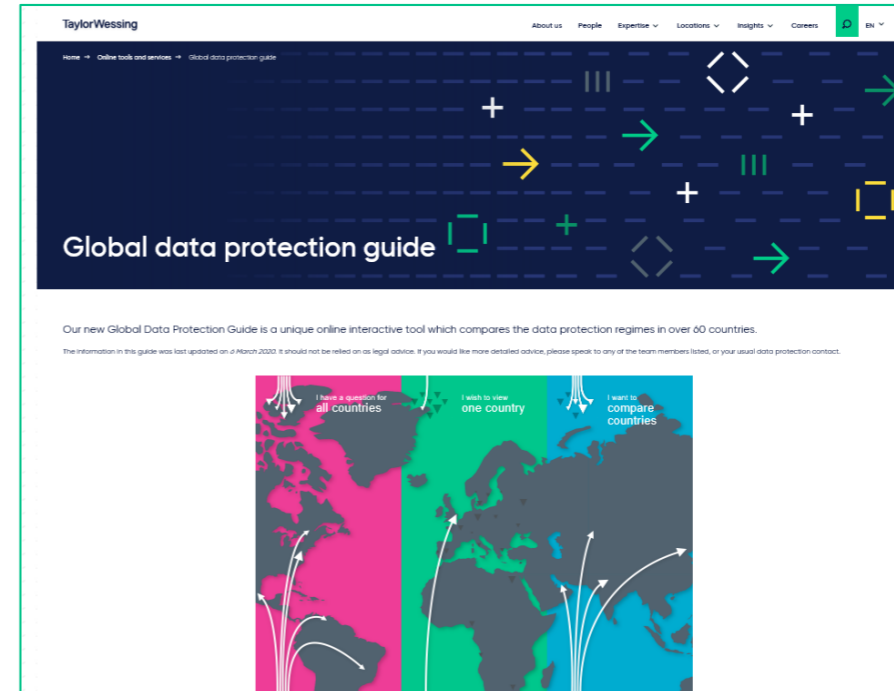 TaylorWessing
About us People Expertise Locations Insights Careers EN
Home → Online tools and services → Global data protection guide
Global data protection guide
Our new Global Data Protection Guide is a unique online interactive tool which compares the data protection regimes in over 60 countries.
The information in this guide was last updated on 6 March 2020. It should not be relied on as legal advice. If you would like more detailed advice, please speak to any of the team members listed, or your usual data protection contact.
I have a question for
all countries
I wish to view
one country
I want to
compare
countries